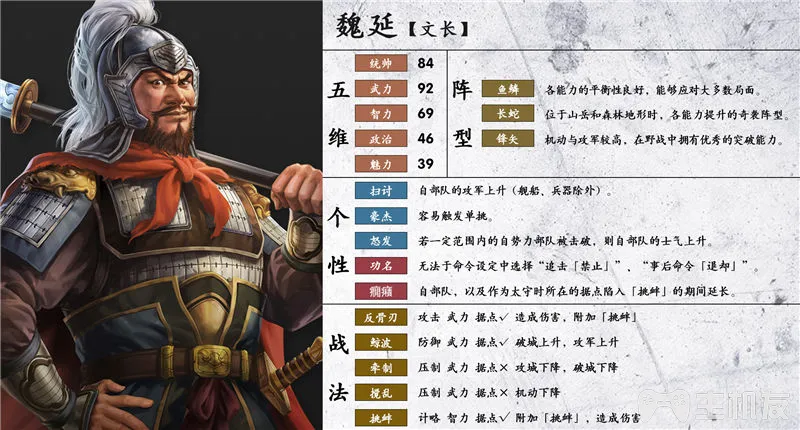 魏延【文长】
五维
统帅 84
武力 92
智力 69
政治 46
魅力 39
阵型
鱼鳞 各能力的平衡性良好，能够应对大多数局面。
长蛇 位于山岳和森林地形时，各能力提升的奇袭阵型。
锋矢 机动与攻军较高，在野战中拥有优秀的突破能力。
个性
扫讨 自部队的攻军上升（舰船、兵器除外）。
豪杰 容易触发单挑。
怒发 若一定范围内的自势力部队被击破，则自部队的士气上升。
功名 无法于命令设定中选择“追击「禁止」”、“事后命令「退却」”。
癇癪 自部队，以及作为太守时所在的据点陷入「挑衅」的期间延长。
战法
反骨刃 攻击 武力 据点√ 造成伤害，附加「挑衅」
鲸波 防御 武力 据点√ 破城上升，攻军上升
牵制 压制 武力 据点× 攻城下降，破城下降
搅乱 压制 武力 据点× 机动下降
挑衅 计略 智力 据点√ 附加「挑衅」，造成伤害